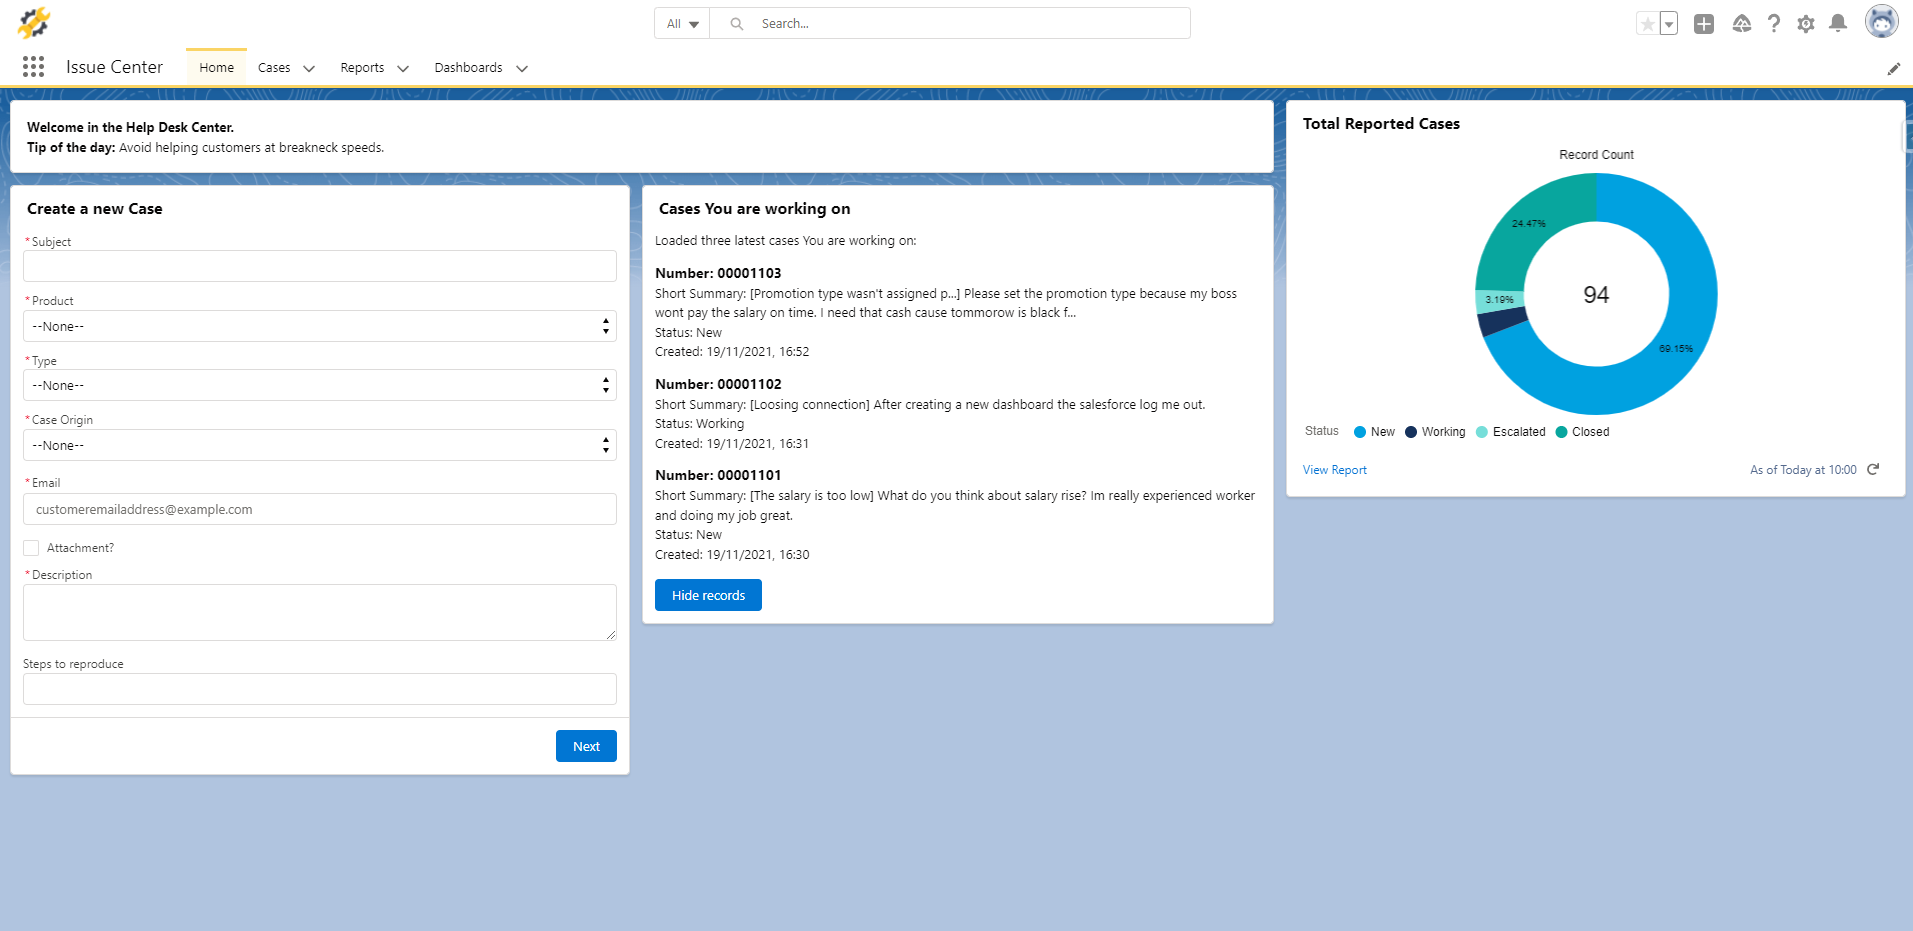 All
Search...
Issue Center
Home
Cases
Reports
Dashboards
Welcome in the Help Desk Center.
Tip of the day: Avoid helping customers at breakneck speeds.
Create a new Case
*Subject
*Product
--None--
*Type
--None--
*Case Origin
--None--
*Email
customeremailaddress@example.com
Attachment?
*Description
Steps to reproduce
Next
Cases You are working on
Loaded three latest cases You are working on:
Number: 00001103
Short Summary: [Promotion type wasn't assigned p...] Please set the promotion type because my boss
wont pay the salary on time. I need that cash cause tommorow is black f...
Status: New
Created: 19/11/2021, 16:52
Number: 00001102
Short Summary: [Loosing connection] After creating a new dashboard the salesforce log me out.
Status: Working
Created: 19/11/2021, 16:31
Number: 00001101
Short Summary: [The salary is too low] What do you think about salary rise? Im really experienced worker
and doing my job great.
Status: New
Created: 19/11/2021, 16:30
Hide records
Total Reported Cases
Record Count
24.47%
3.19%
94
69.15%
Status
New
Working
Escalated
Closed
View Report
As of Today at 10:00